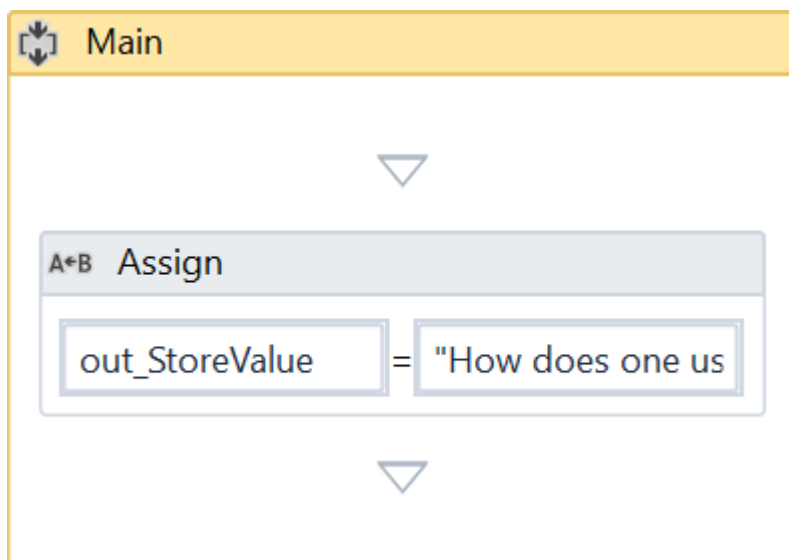 Main
A←B Assign
out_StoreValue = "How does one us